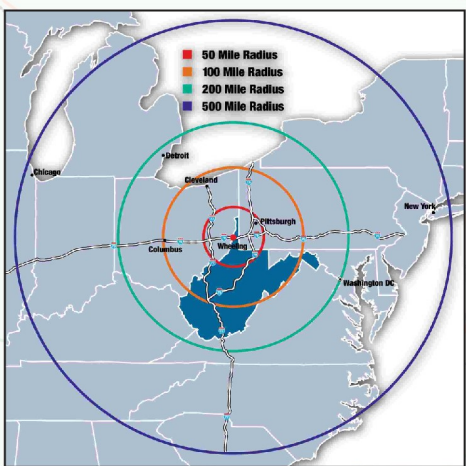 50 Mile Radius
100 Mile Radius
200 Mile Radius
500 Mile Radius
Detroit
Chicago
Cleveland
New York
Pittsburgh
Wheeling
Columbus
Washington DC